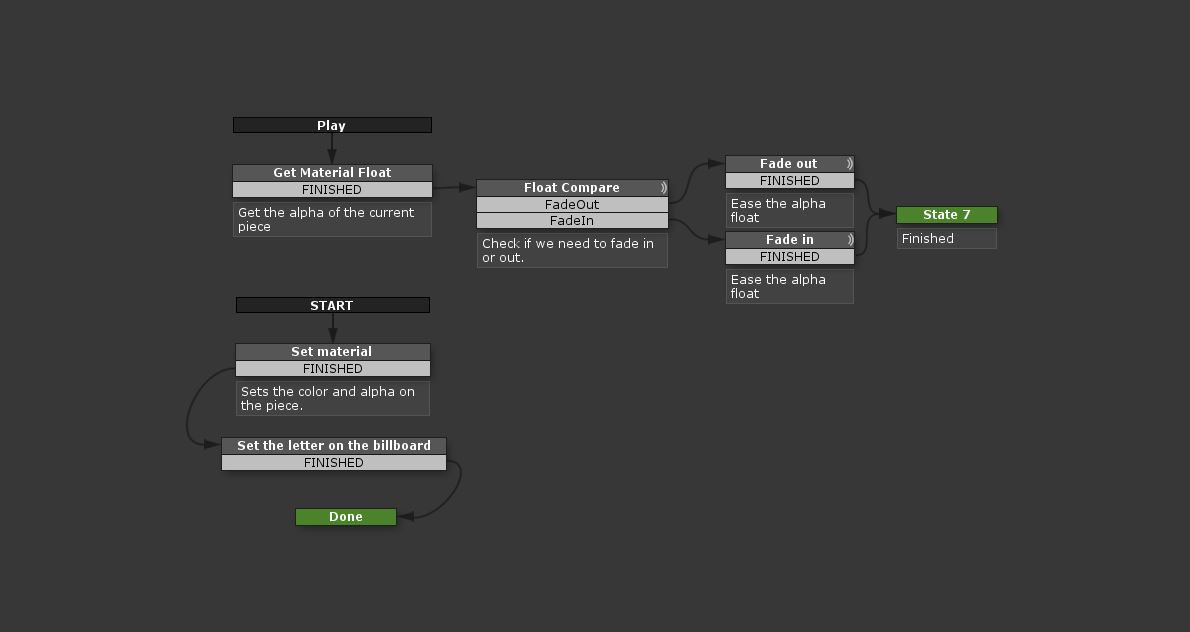 Play
Get Material Float
FINISHED
Get the alpha of the current
piece
Float Compare
FadeOut
FadeIn
Check if we need to fade in
or out.
Fade out
FINISHED
Ease the alpha
float
Fade in
FINISHED
Ease the alpha
float
State 7
Finished
START
Set material
FINISHED
Sets the color and alpha on
the piece.
Set the letter on the billboard
FINISHED
Done